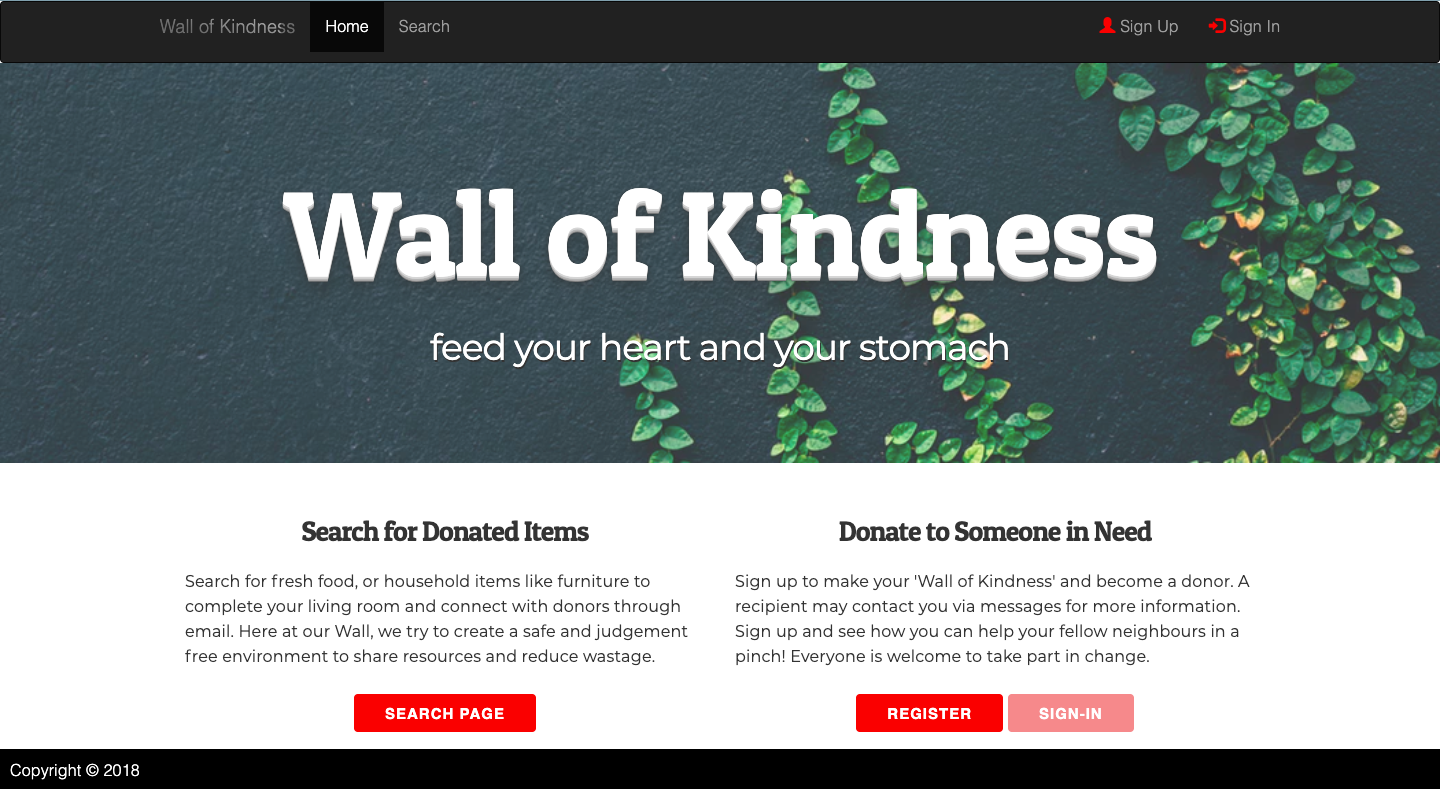 Wall of Kindness Home Search Sign Up Sign In
Wall of Kindness
feed your heart and your stomach
Search for Donated Items
Search for fresh food, or household items like furniture to
complete your living room and connect with donors through
email. Here at our Wall, we try to create a safe and judgement
free environment to share resources and reduce wastage.
SEARCH PAGE
Donate to Someone in Need
Sign up to make your 'Wall of Kindness' and become a donor. A
recipient may contact you via messages for more information.
Sign up and see how you can help your fellow neighbours in a
pinch! Everyone is welcome to take part in change.
REGISTER SIGN-IN
Copyright © 2018